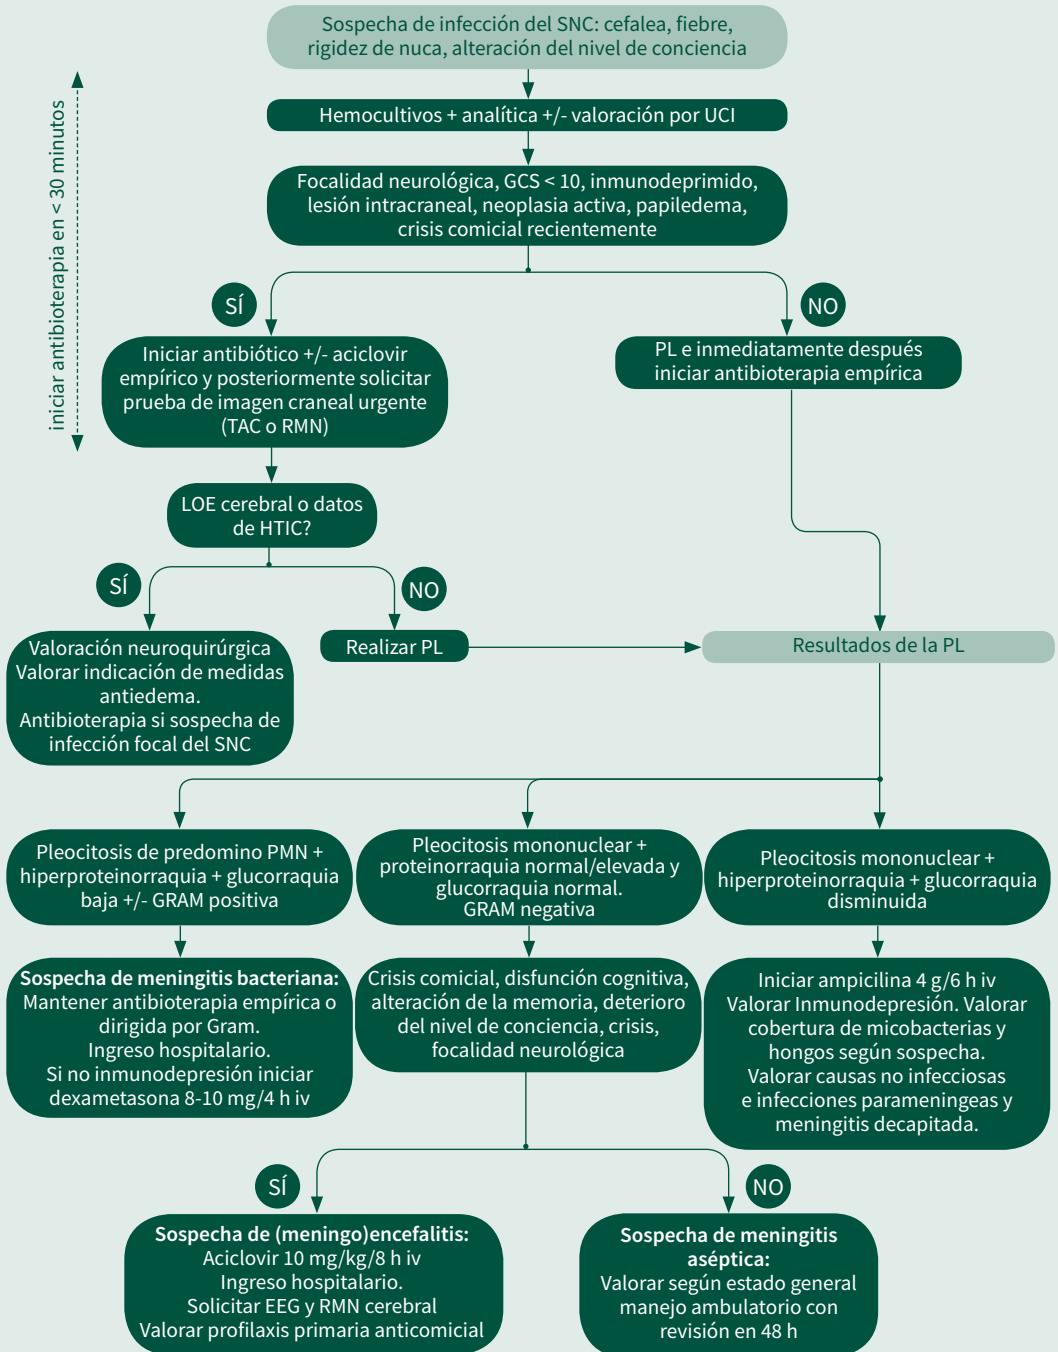 Sospecha de infección del SNC: cefalea, fiebre,
rigidez de nuca, alteración del nivel de conciencia
iniciar antibioterapia en < 30 minutos
Hemocultivos + analítica +/- valoración por UCI
Focalidad neurológica, GCS < 10, inmunodeprimido,
lesión intracraneal, neoplasia activa, papiledema,
crisis comicial recientemente
SÍ
NO
Iniciar antibiótico +/- aciclovir
empírico y posteriormente solicitar
prueba de imagen craneal urgente
(TAC o RMN)
PL e inmediatamente después
iniciar antibioterapia empírica
LOE cerebral o datos
de HTIC?
SÍ
NO
Valoración neuroquirúrgica
Valorar indicación de medidas
antiedema.
Antibioterapia si sospecha de
infección focal del SNC
Realizar PL
Resultados de la PL
Pleocitosis de predomino PMN +
hiperproteinorraquia + glucorraquia
baja +/- GRAM positiva
Pleocitosis mononuclear +
proteinorraquia normal/elevada y
glucorraquia normal.
GRAM negativa
Pleocitosis mononuclear +
hiperproteinorraquia + glucorraquia
disminuida
Sospecha de meningitis bacteriana:
Mantener antibioterapia empírica o
dirigida por Gram.
Ingreso hospitalario.
Si no inmunodepresión iniciar
dexametasona 8-10 mg/4 h iv
Crisis comicial, disfunción cognitiva,
alteración de la memoria, deterioro
del nivel de conciencia, crisis,
focalidad neurológica
Iniciar ampicilina 4 g/6 h iv
Valorar Inmunodepresión. Valorar
cobertura de micobacterias y
hongos según sospecha.
Valorar causas no infecciosas
e infecciones parameningeas y
meningitis decapitada.
SÍ
NO
Sospecha de (meningo)encefalitis:
Aciclovir 10 mg/kg/8 h iv
Ingreso hospitalario.
Solicitar EEG y RMN cerebral
Valorar profilaxis primaria anticomicial
Sospecha de meningitis
aséptica:
Valorar según estado general
manejo ambulatorio con
revisión en 48 h